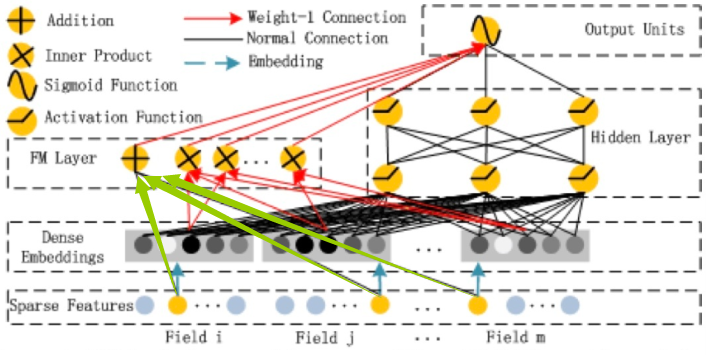 Addition
Weight-1 Connection
Normal Connection
Output Units
Inner Product
Embedding
Sigmoid Function
Activation Function
Hidden Layer
FM Layer
...
Dense
Embeddings
...
Sparse Features
... ... ... ...
Field i Field j ... Field m